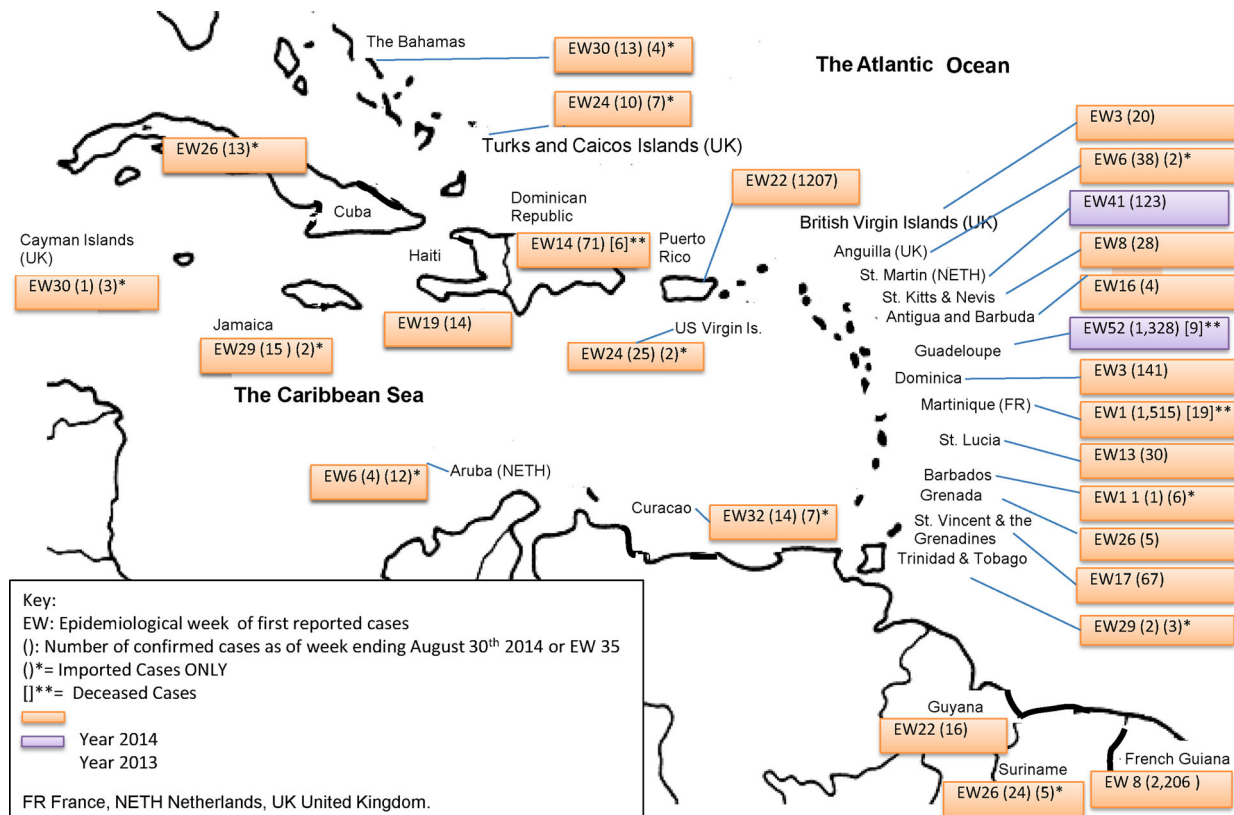 The Bahamas
EW30 (13) (4)*
The Atlantic Ocean
EW24 (10) (7)*
Turks and Caicos Islands (UK)
EW26 (13)*
Cuba
EW22 (1207)
Dominican
Republic
EW14 (71) [6]**
Haiti
Puerto
Rico
Cayman Islands
(UK)
EW30 (1) (3)*
Jamaica
EW29 (15 ) (2)*
EW19 (14)
US Virgin Is.
EW24 (25) (2)*
The Caribbean Sea
EW3 (20)
British Virgin Islands (UK)
EW6 (38) (2)*
Anguilla (UK)
EW41 (123)
St. Martin (NETH)
EW8 (28)
St. Kitts & Nevis
EW16 (4)
Antigua and Barbuda
EW52 (1,328) [9]**
Guadeloupe
EW3 (141)
Dominica
EW1 (1,515) [19]**
Martinique (FR)
EW13 (30)
St. Lucia
EW1 1 (1) (6)*
Barbados
EW26 (5)
Grenada
EW17 (67)
St. Vincent & the
Grenadines
EW29 (2) (3)*
Trinidad & Tobago
EW6 (4) (12)*
Aruba (NETH)
Curacao
EW32 (14) (7)*
Guyana
EW22 (16)
Suriname
EW26 (24) (5)*
French Guiana
EW 8 (2,206 )
Key:
EW: Epidemiological week of first reported cases
(): Number of confirmed cases as of week ending August 30th 2014 or EW 35
()*= Imported Cases ONLY
[]**= Deceased Cases
Year 2014
Year 2013
FR France, NETH Netherlands, UK United Kingdom.